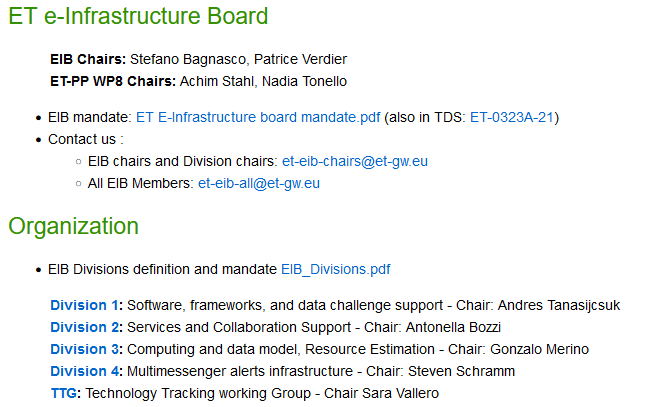 ET e-Infrastructure Board
EIB Chairs: Stefano Bagnasco, Patrice Verdier
ET-PP WP8 Chairs: Achim Stahl, Nadia Tonello
EIB mandate: ET E-Infrastructure board mandate.pdf (also in TDS: ET-0323A-21)
Contact us :
EIB chairs and Division chairs: et-eib-chairs@et-gw.eu
All EIB Members: et-eib-all@et-gw.eu
Organization
EIB Divisions definition and mandate EIB_Divisions.pdf
Division 1: Software, frameworks, and data challenge support - Chair: Andres Tanasijcsuk
Division 2: Services and Collaboration Support - Chair: Antonella Bozzi
Division 3: Computing and data model, Resource Estimation - Chair: Gonzalo Merino
Division 4: Multimessenger alerts infrastructure - Chair: Steven Schramm
TTG: Technology Tracking working Group - Chair Sara Vallero